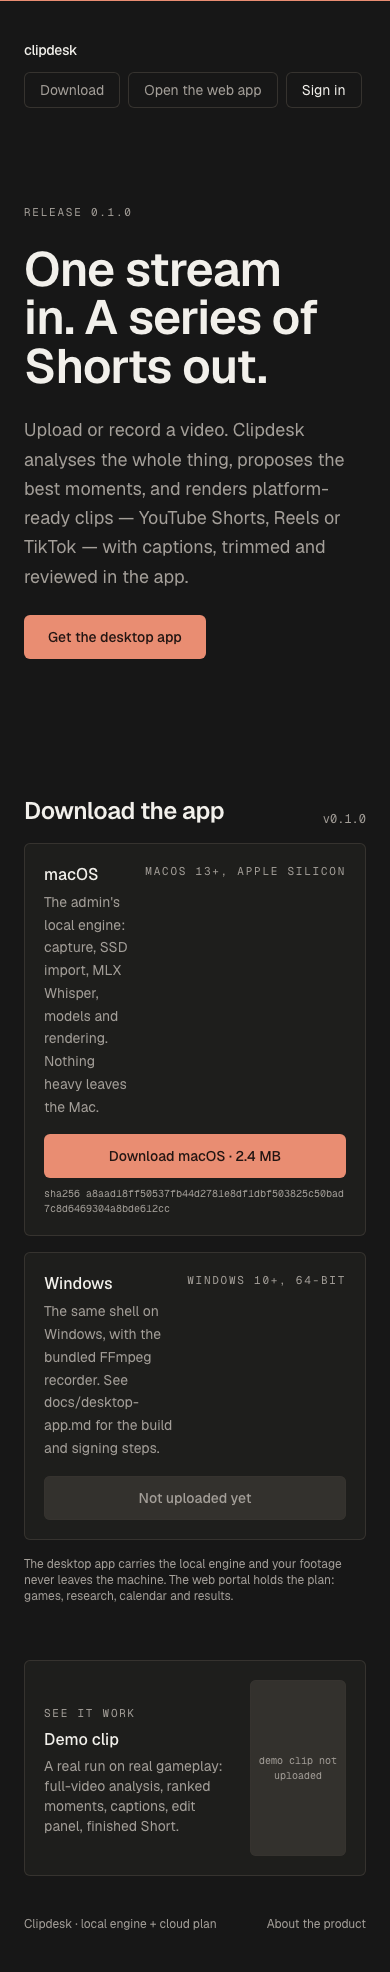 clipdesk
Download
Open the web app
Sign in
RELEASE 0.1.0
One stream
in. A series of
Shorts out.
Upload or record a video. Clipdesk
analyses the whole thing, proposes the
best moments, and renders platform-
ready clips — YouTube Shorts, Reels or
TikTok — with captions, trimmed and
reviewed in the app.
Get the desktop app
Download the app
v0.1.0
macOS
MACOS 13+, APPLE SILICON
The admin's
local engine:
capture, SSD
import, MLX
Whisper,
models and
rendering.
Nothing
heavy leaves
the Mac.
Download macOS · 2.4 MB
sha256 a8aad18ff50537fb44d2781e8df1dbf503825c50bad
7c8d6469304a8bde612cc
Windows
WINDOWS 10+, 64-BIT
The same shell on
Windows, with the
bundled FFmpeg
recorder. See
docs/desktop-
app.md for the build
and signing steps.
Not uploaded yet
The desktop app carries the local engine and your footage
never leaves the machine. The web portal holds the plan:
games, research, calendar and results.
SEE IT WORK
Demo clip
A real run on real gameplay:
full-video analysis, ranked
moments, captions, edit
panel, finished Short.
demo clip not
uploaded
Clipdesk · local engine + cloud plan
About the product